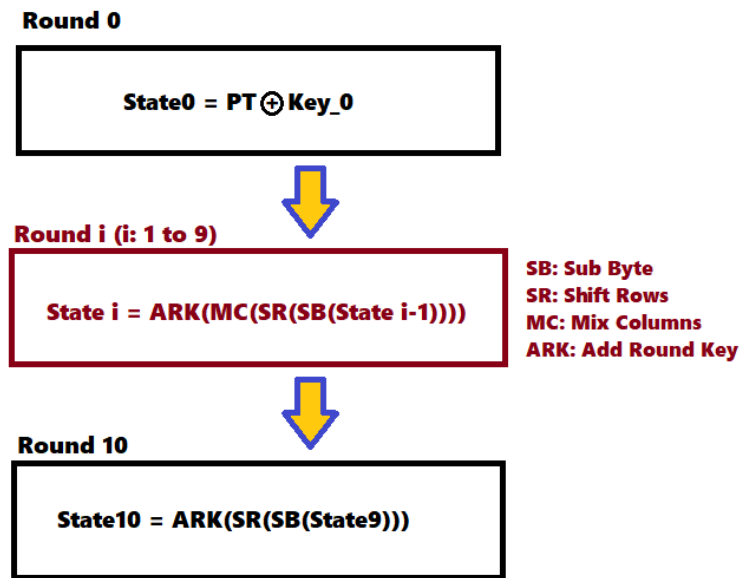 Round 0
State0 = PT⊕Key_0
Round i (i: 1 to 9)
State i = ARK(MC(SR(SB(State i-1))))
SB: Sub Byte
SR: Shift Rows
MC: Mix Columns
ARK: Add Round Key
Round 10
State10 = ARK(SR(SB(State9)))